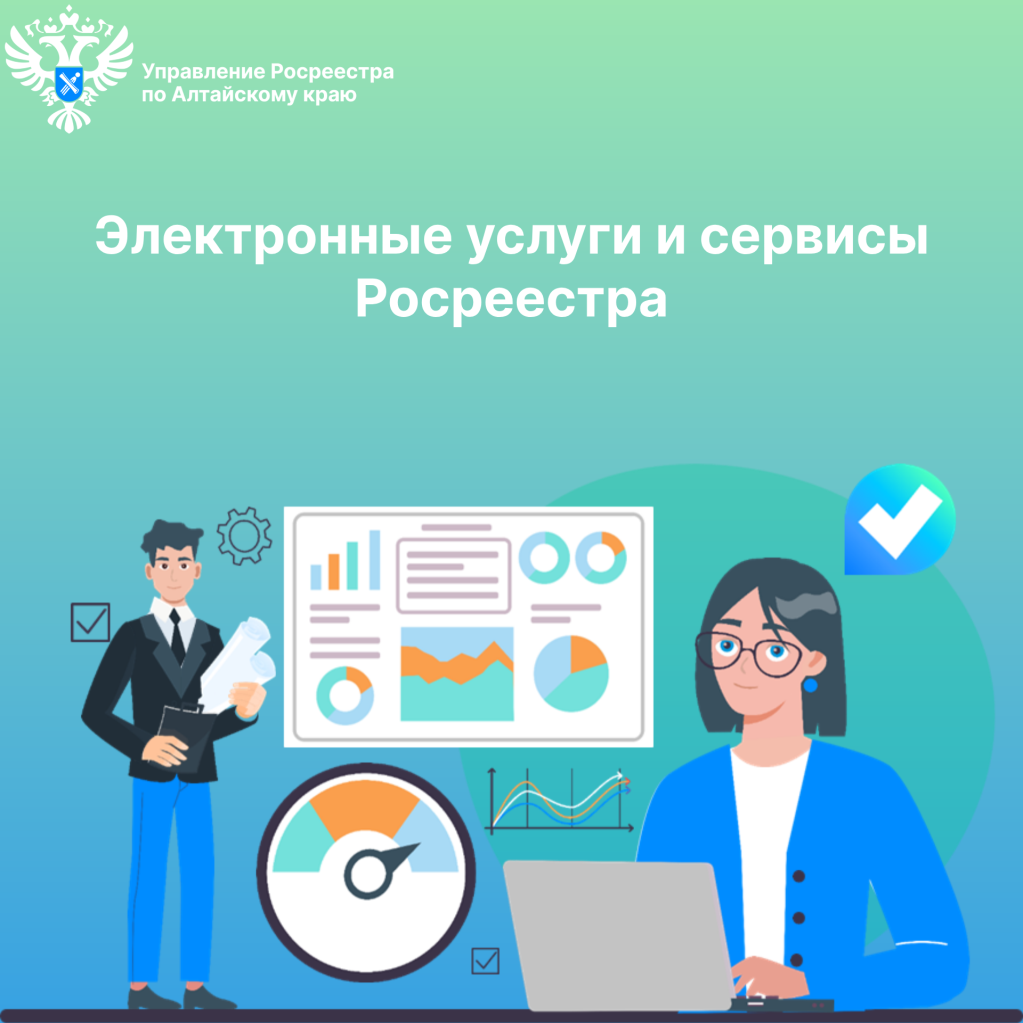 Управление Росреестра
по Алтайскому краю
Электронные услуги и сервисы
Росреестра